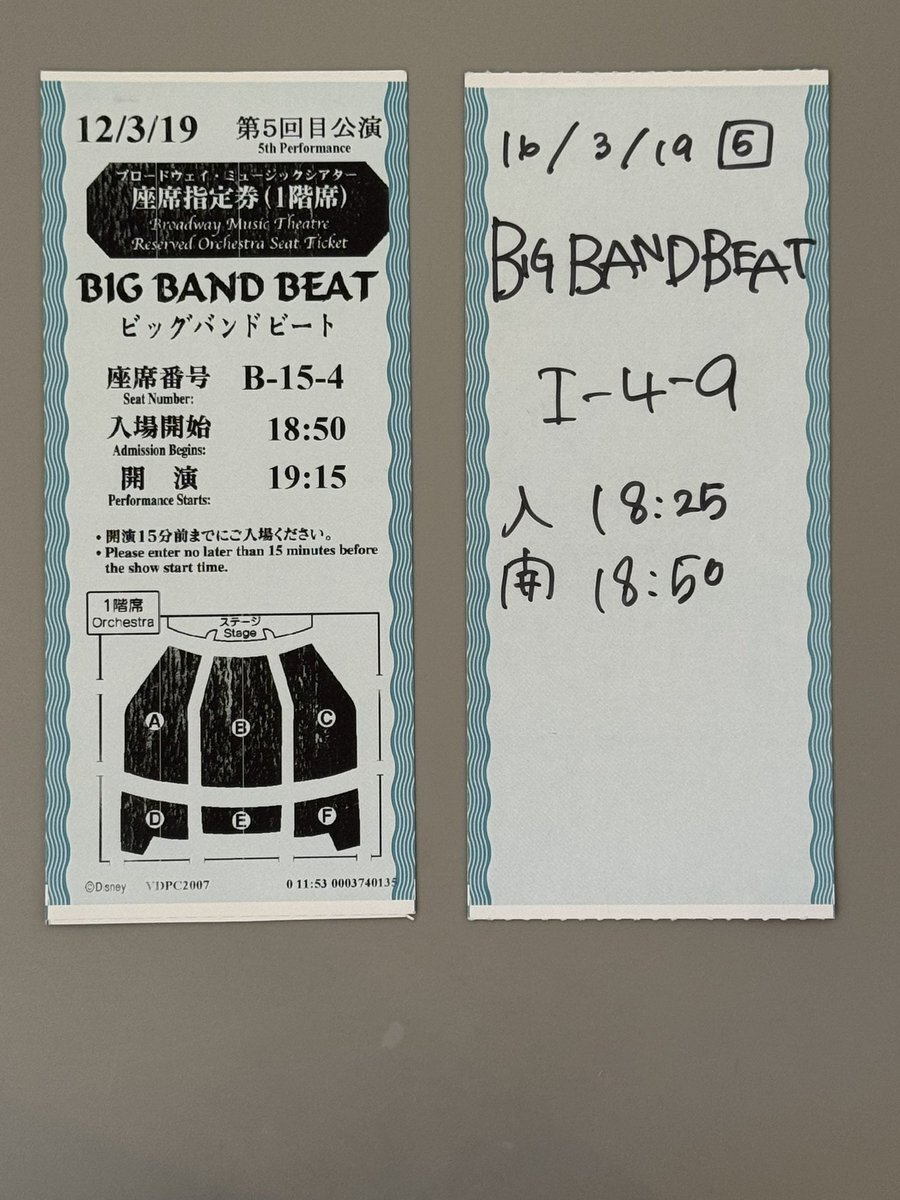 12/3/19 第5回目公演
5th Performance
ブロードウェイ・ミュージックシアター
座席指定券(1階席)
Broadway Music Theatre
Reserved Orchestra Seat Ticket
BIG BAND BEAT
ビッグバンドビート
座席番号 B-15-4
Seat Number:
入場開始 18:50
Admission Begins:
開 演 19:15
Performance Starts:
・開演15分前までにご入場ください。
• Please enter no later than 15 minutes before
the show start time.
1階席
Orchestra
ステージ
Stage
A B C
D E F
©Disney VDPC2007 0 11:53 0003740135
16/3/19 5
BIG BAND BEAT
I-4-9
入 18:25
開 18:50